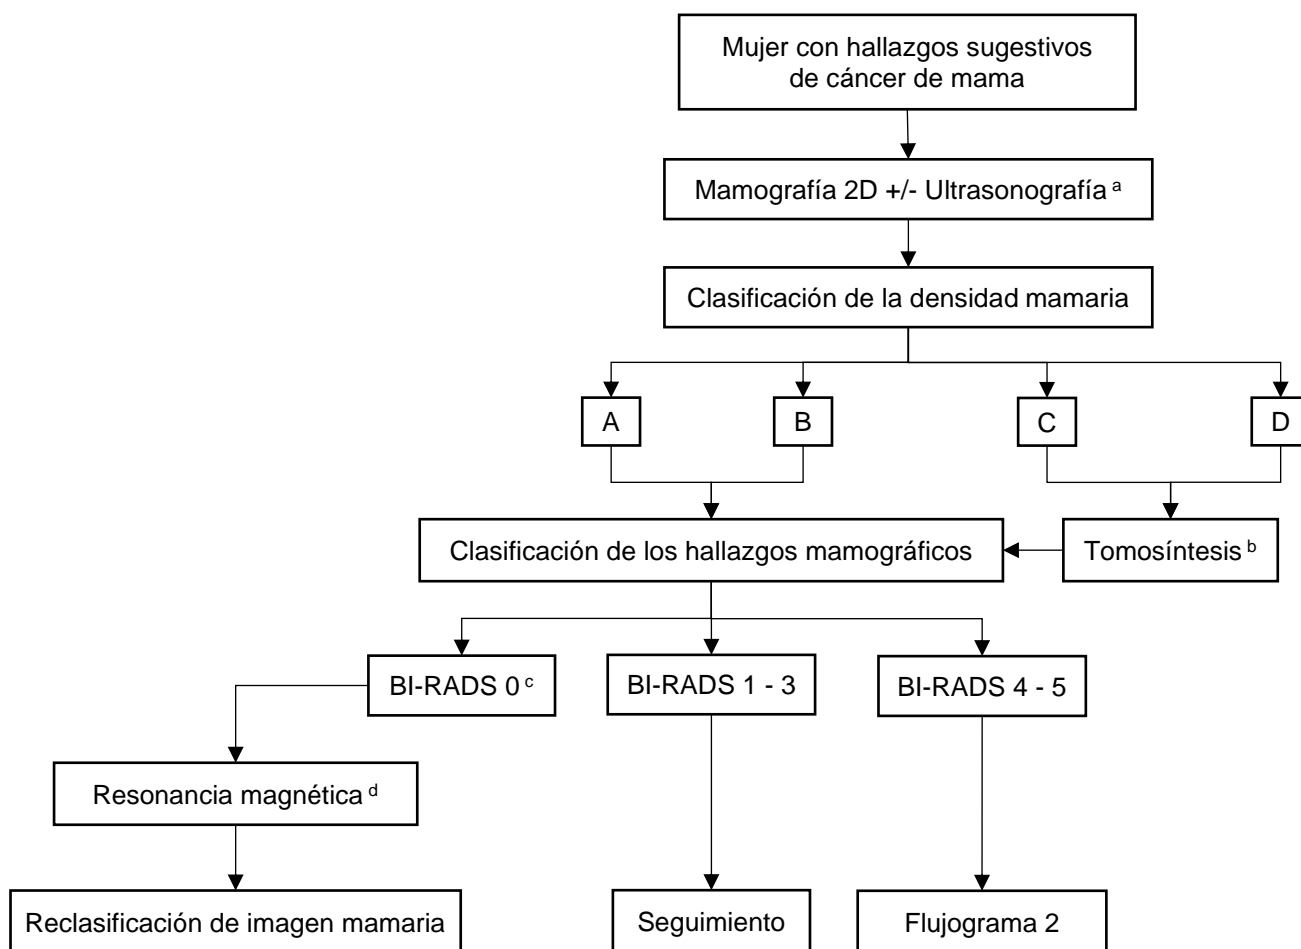 Mujer con hallazgos sugestivos
de cáncer de mama
Mamografía 2D +/- Ultrasonografía a
Clasificación de la densidad mamaria
A
B
C
D
Clasificación de los hallazgos mamográficos
Tomosíntesis b
BI-RADS 0 c
BI-RADS 1 - 3
BI-RADS 4 - 5
Resonancia magnética d
Reclasificación de imagen mamaria
Seguimiento
Flujograma 2